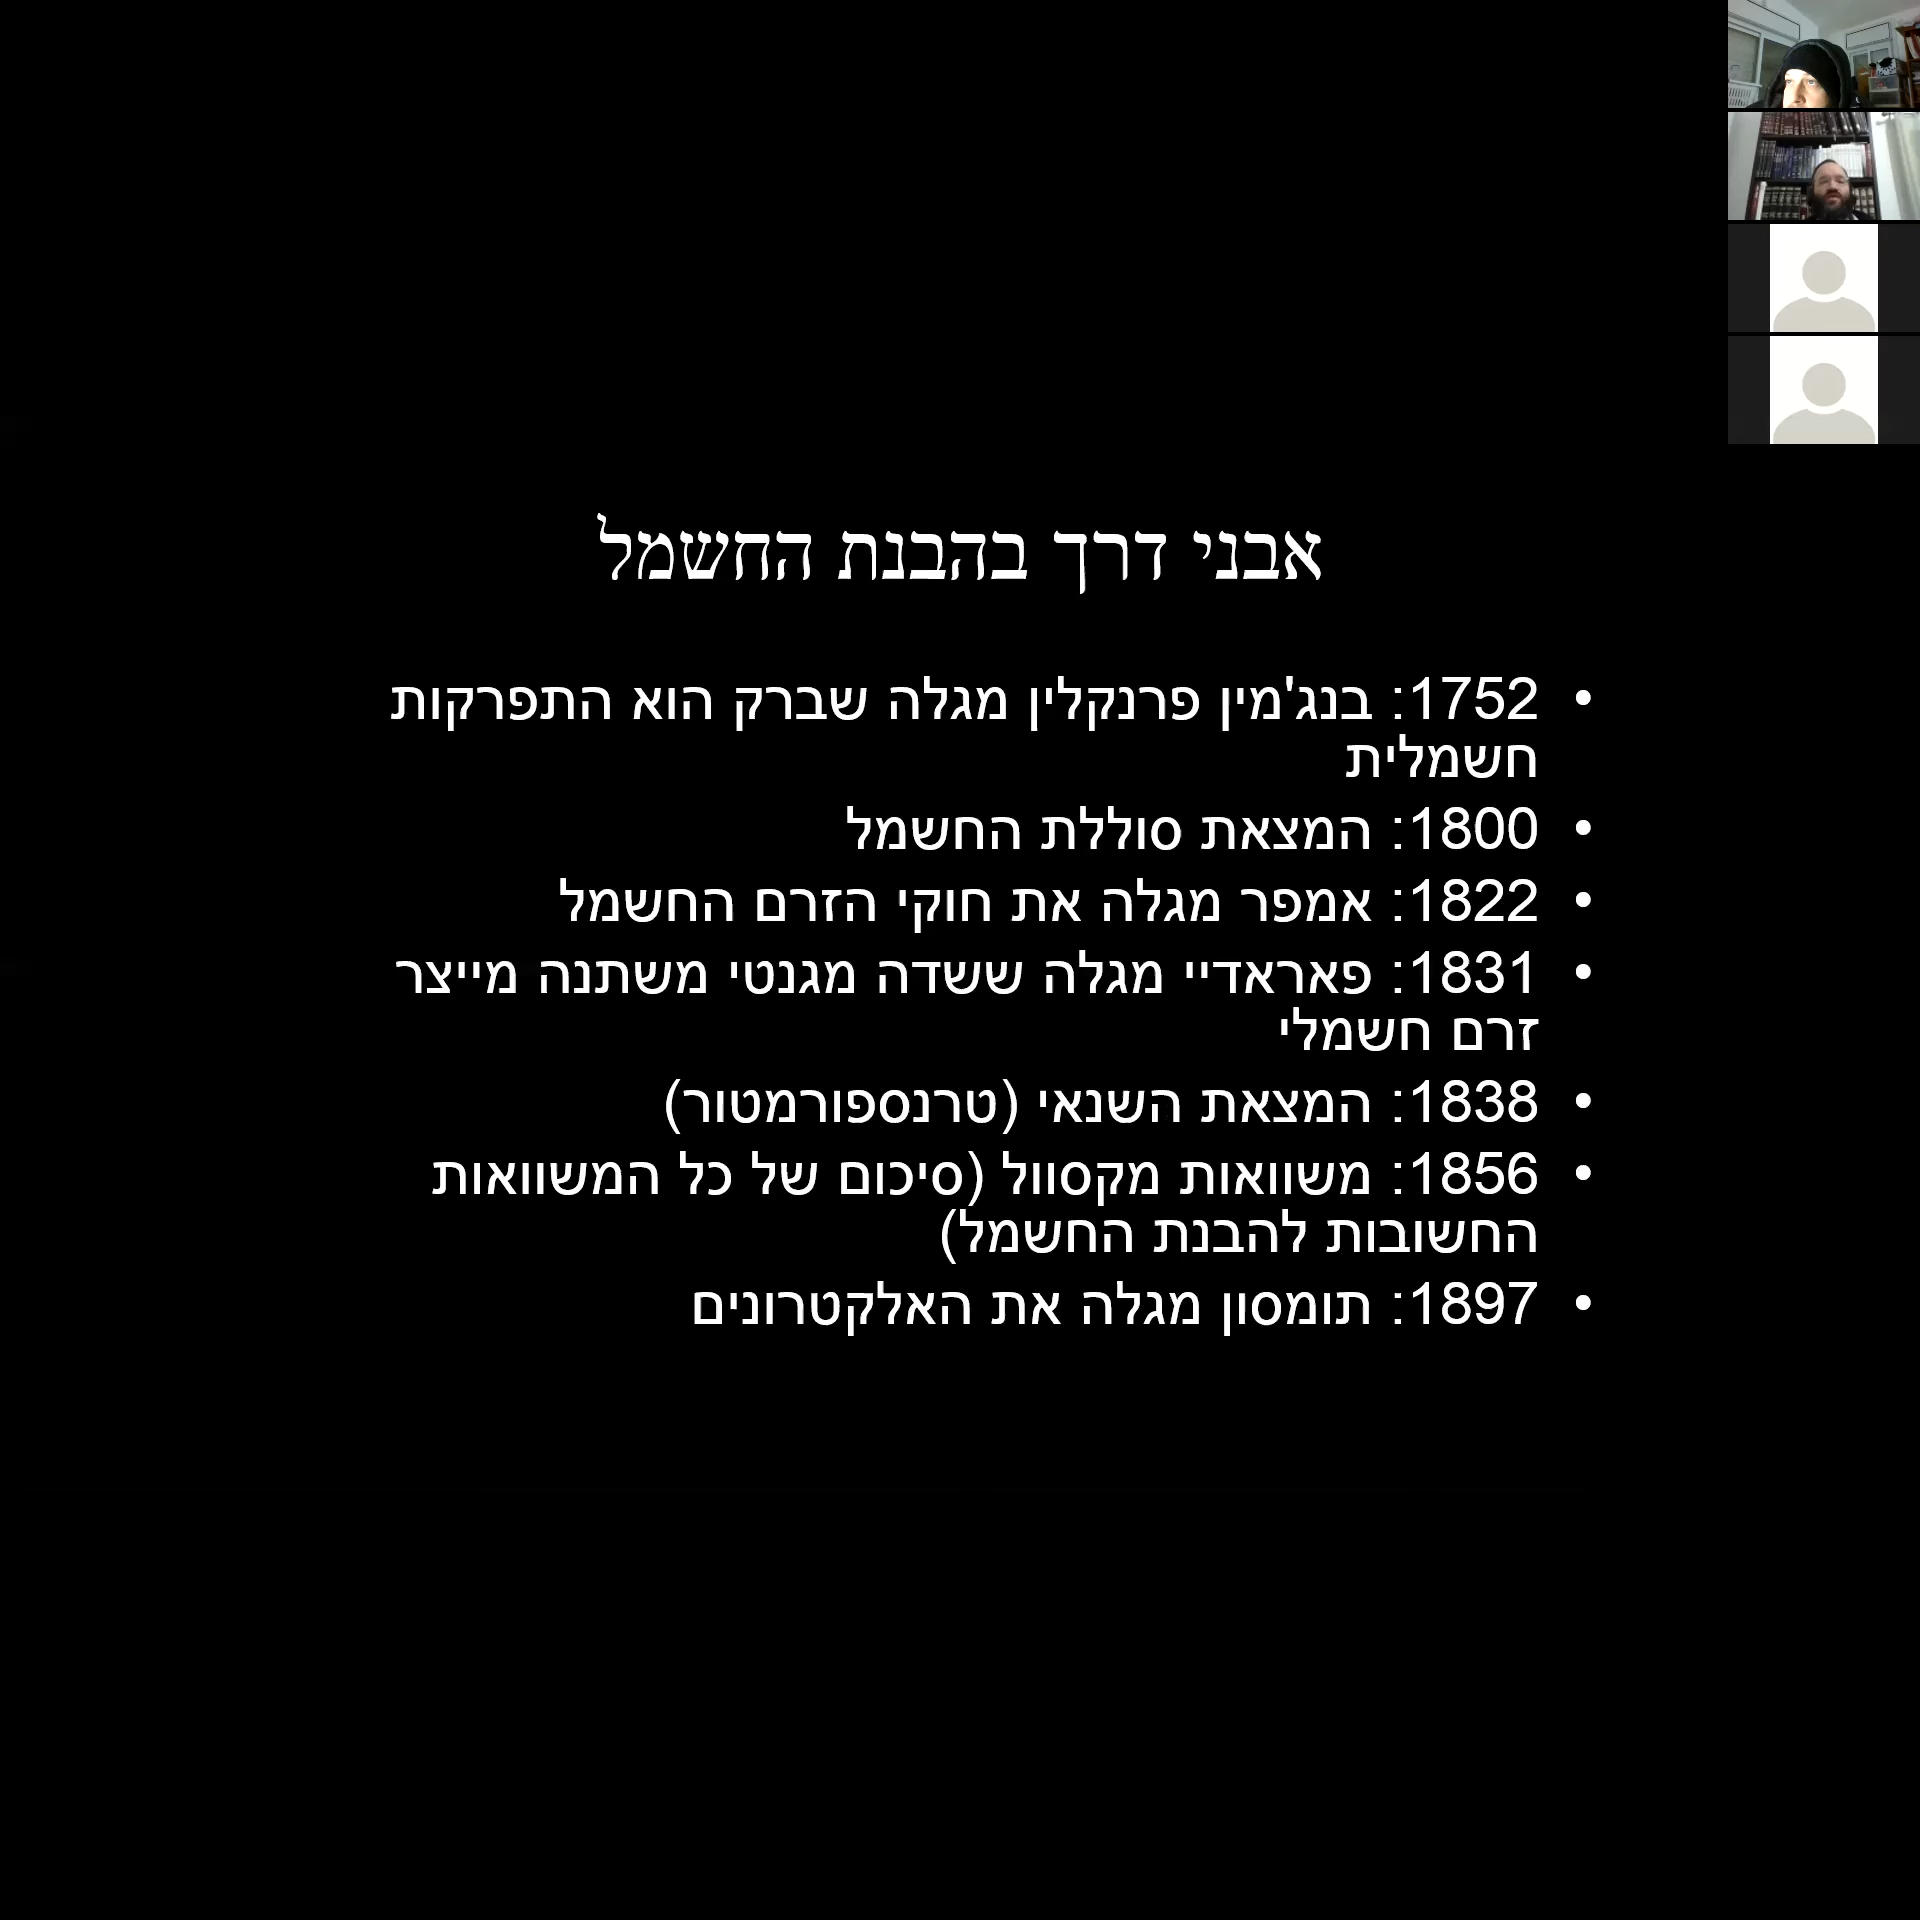 אבני דרך בהבנת החשמל
• 1752: בנג'מין פרנקלין מגלה שברק הוא התפרקות
חשמלית
• 1800: המצאת סוללת החשמל
• 1822: אמפר מגלה את חוקי הזרם החשמל
• 1831: פאראדיי מגלה ששדה מגנטי משתנה מייצר
זרם חשמלי
• 1838: המצאת השנאי (טרנספורמטור)
• 1856: משוואות מקסוול (סיכום של כל המשוואות
החשובות להבנת החשמל)
• 1897: תומסון מגלה את האלקטרונים